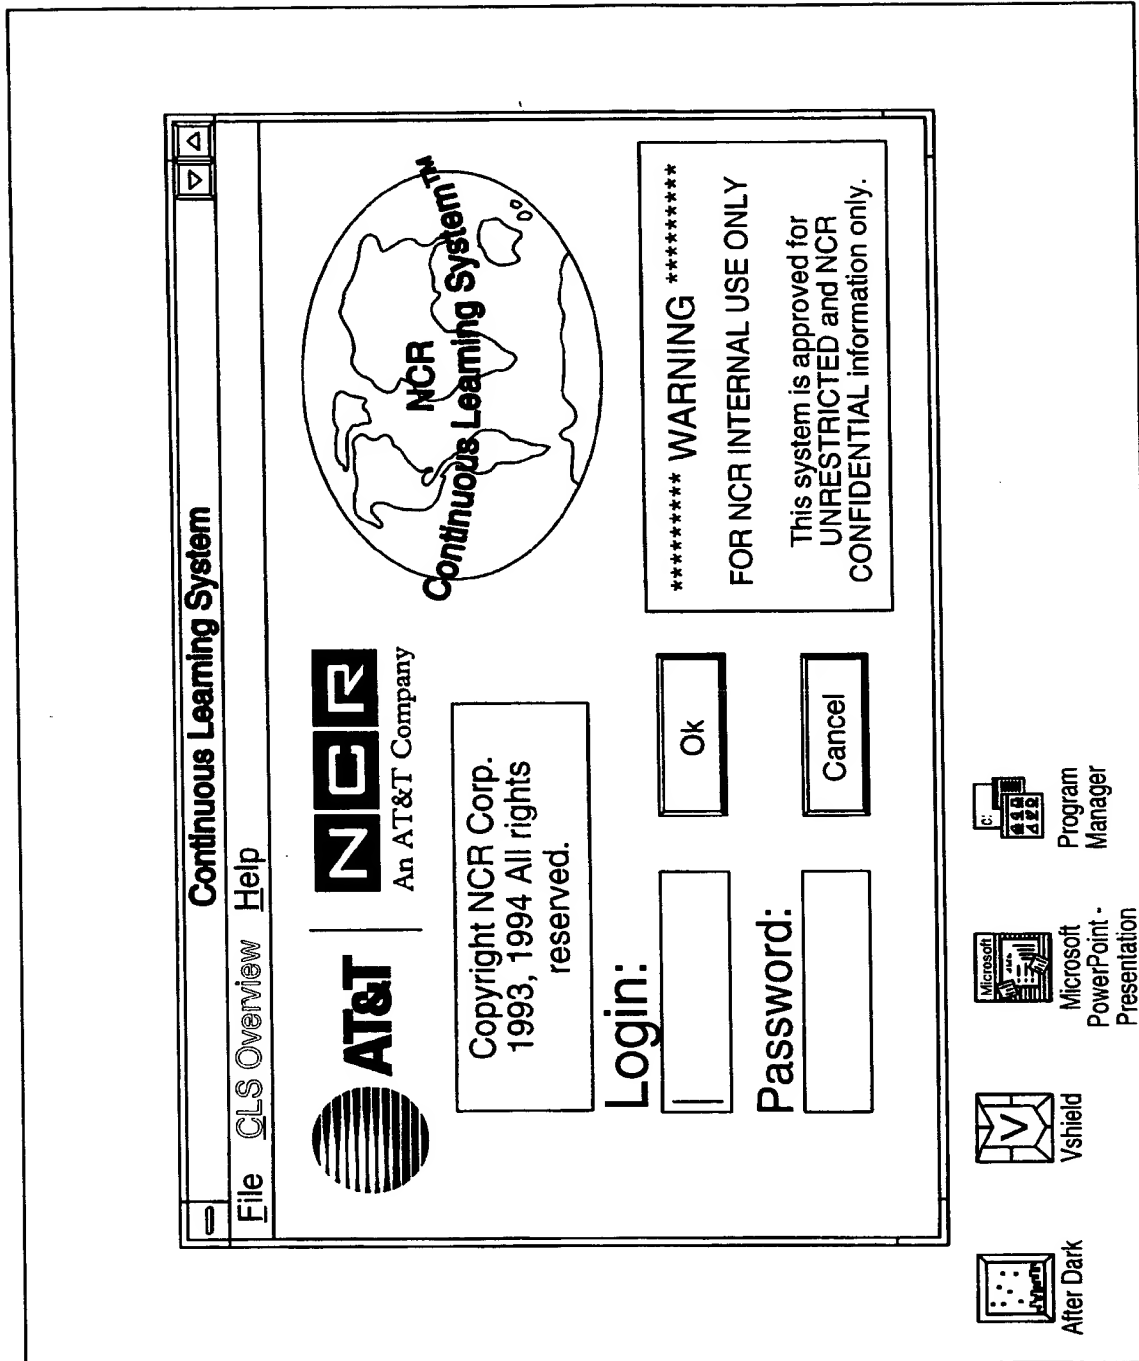 Continuous Learning System
File CLS Overview Help
AT&T
NCR
An AT&T Company
NCR
Continuous Learning System™
Copyright NCR Corp.
1993, 1994 All rights
reserved.
Login:
Password:
Ok
Cancel
********** WARNING **********
FOR NCR INTERNAL USE ONLY
This system is approved for
UNRESTRICTED and NCR
CONFIDENTIAL information only.
After Dark
V
Vshield
Microsoft
Microsoft
PowerPoint -
Presentation
c:
Program
Manager